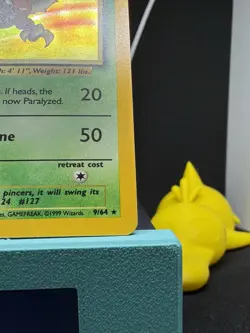 h: 4' 11", Weight: 121 lbs.
. If heads, the
now Paralyzed.
20
ne
50
retreat cost
pincers, it will swing its
24 #127
es, GAMEFREAK. ©1999 Wizards.
9/64 ★